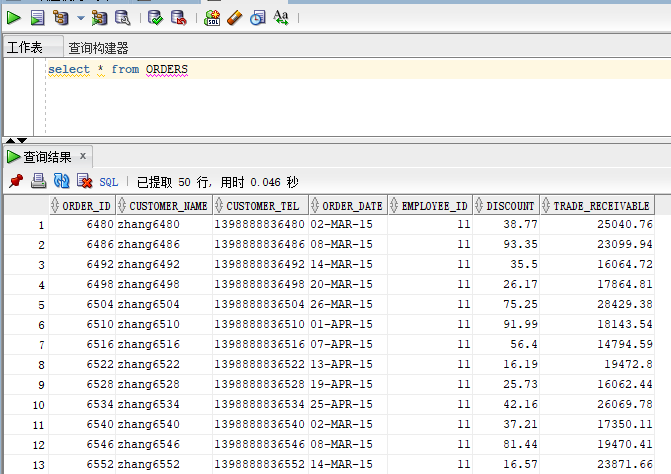 SQL
Aa
工作表 查询构建器
select * from ORDERS
查询结果 x
SQL | 已提取 50 行, 用时 0.046 秒
ORDER_ID CUSTOMER_NAME CUSTOMER_TEL ORDER_DATE EMPLOYEE_ID DISCOUNT TRADE_RECEIVABLE
1 6480 zhang6480 1398888836480 02-MAR-15 11 38.77 25040.76
2 6486 zhang6486 1398888836486 08-MAR-15 11 93.35 23099.94
3 6492 zhang6492 1398888836492 14-MAR-15 11 35.5 16064.72
4 6498 zhang6498 1398888836498 20-MAR-15 11 26.17 17864.81
5 6504 zhang6504 1398888836504 26-MAR-15 11 75.25 28429.38
6 6510 zhang6510 1398888836510 01-APR-15 11 91.99 18143.54
7 6516 zhang6516 1398888836516 07-APR-15 11 56.4 14794.59
8 6522 zhang6522 1398888836522 13-APR-15 11 16.19 19472.8
9 6528 zhang6528 1398888836528 19-APR-15 11 25.73 16062.44
10 6534 zhang6534 1398888836534 25-APR-15 11 42.16 26069.78
11 6540 zhang6540 1398888836540 02-MAR-15 11 37.21 17350.11
12 6546 zhang6546 1398888836546 08-MAR-15 11 81.44 19470.41
13 6552 zhang6552 1398888836552 14-MAR-15 11 16.57 23871.66